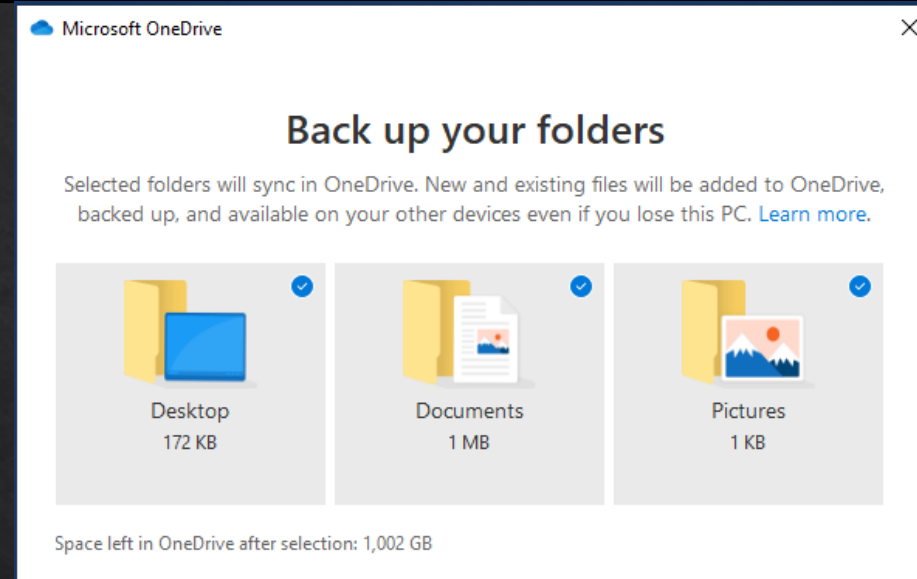 Microsoft OneDrive
Back up your folders
Selected folders will sync in OneDrive. New and existing files will be added to OneDrive,
backed up, and available on your other devices even if you lose this PC. Learn more.
Desktop
172 KB
Documents
1 MB
Pictures
1 KB
Space left in OneDrive after selection: 1,002 GB